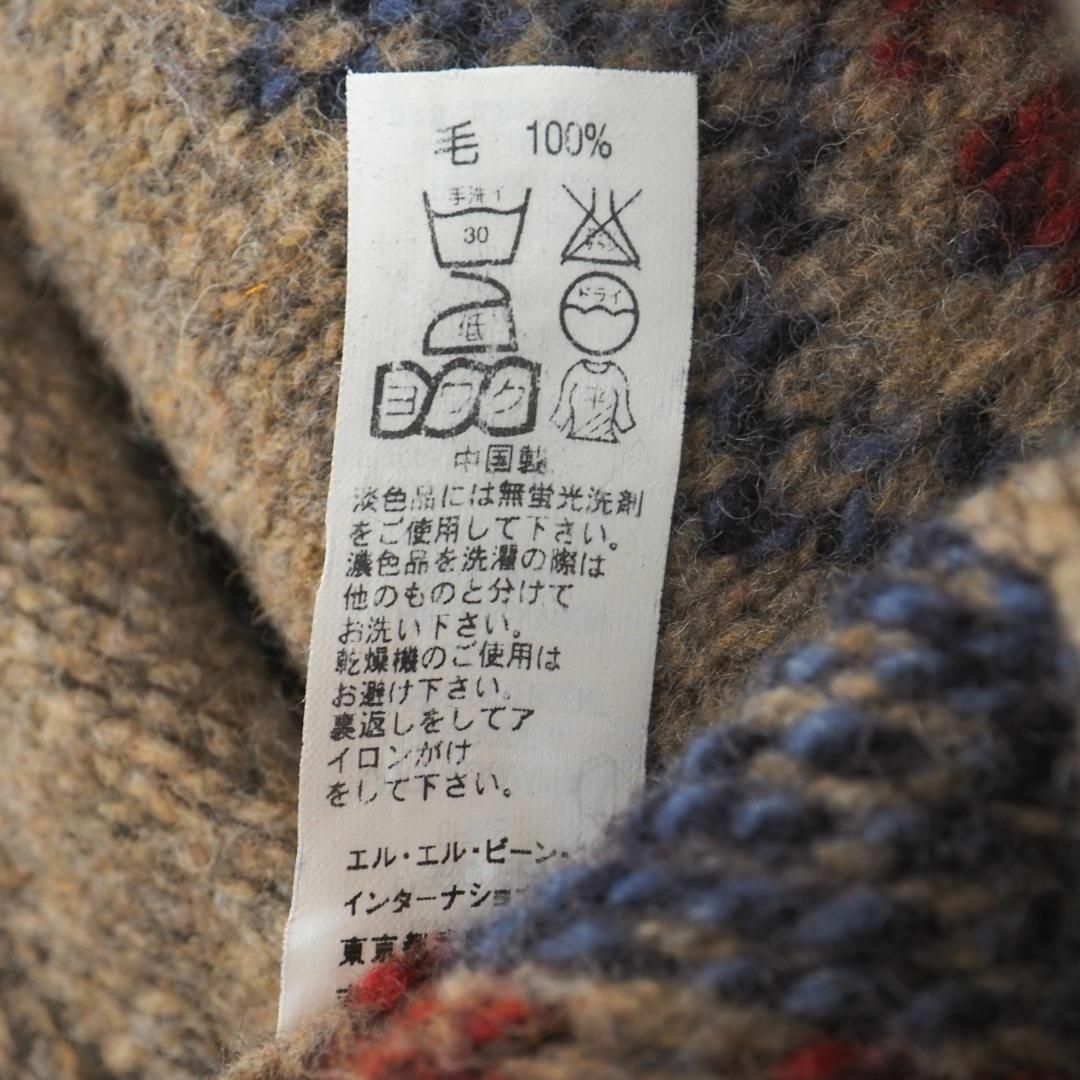 毛 100%
手洗イ
30
低
ドライ
ヨワク
平
中国製
淡色品には無蛍光洗剤
をご使用して下さい。
濃色品を洗濯の際は
他のものと分けて
お洗い下さい。
乾燥機のご使用は
お避け下さい。
裏返しをしてア
イロンがけ
をして下さい。
エル・エル・ビーン・
インターナショ
東京都